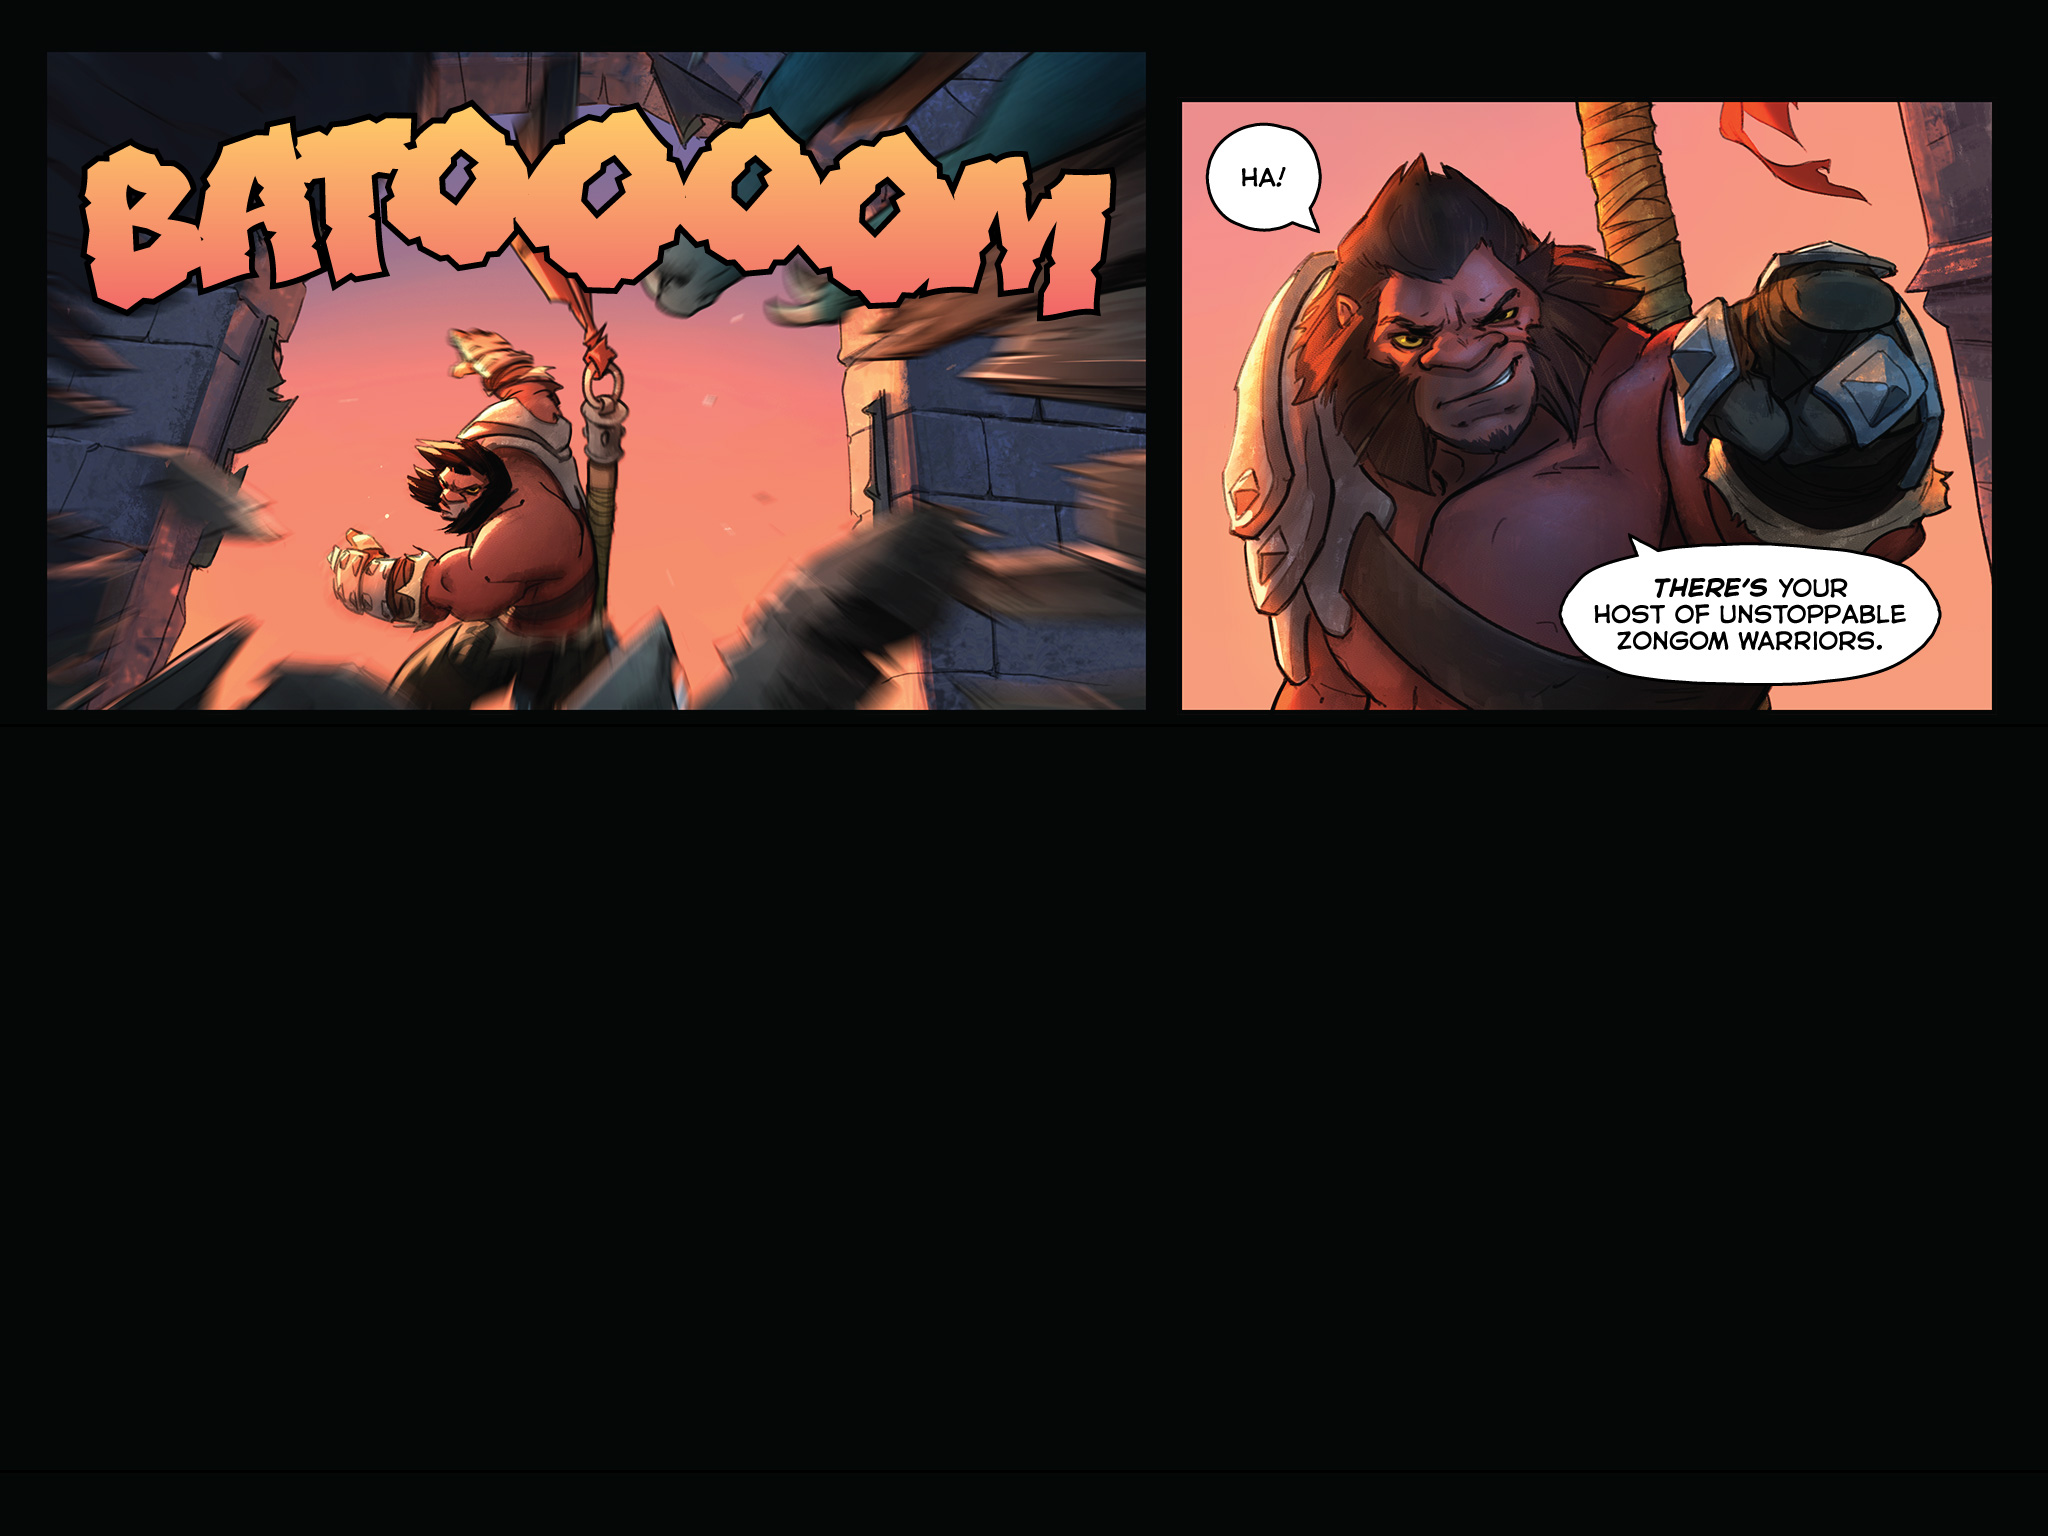 BATOOOOM
HA!
THERE'S YOUR
HOST OF UNSTOPPABLE
ZONGOM WARRIORS.